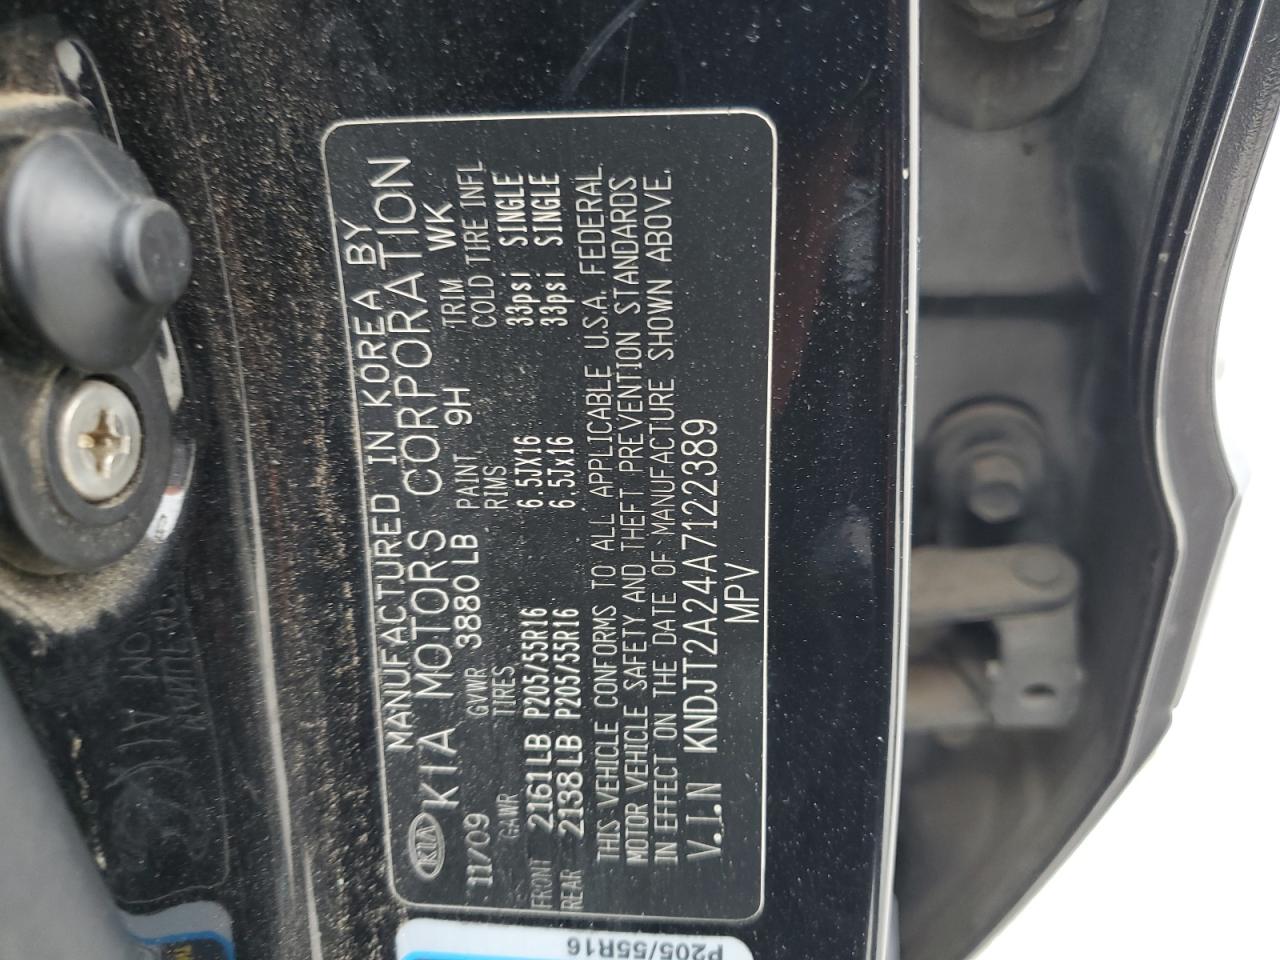 MANUFACTURED IN KOREA BY
KIA KIA MOTORS CORPORATION
11/09 GVWR 3880 LB PAINT 9H TRIM WK
GAWR TIRES RIMS COLD TIRE INFL
FRONT 2161LB P205/55R16 6.5Jx16 33psi SINGLE
REAR 2138LB P205/55R16 6.5Jx16 33psi SINGLE
THIS VEHICLE CONFORMS TO ALL APPLICABLE U.S.A. FEDERAL
MOTOR VEHICLE SAFETY AND THEFT PREVENTION STANDARDS
IN EFFECT ON THE DATE OF MANUFACTURE SHOWN ABOVE.
V.I.N KNDJT2A24A7122389
MPV
P205/55R16